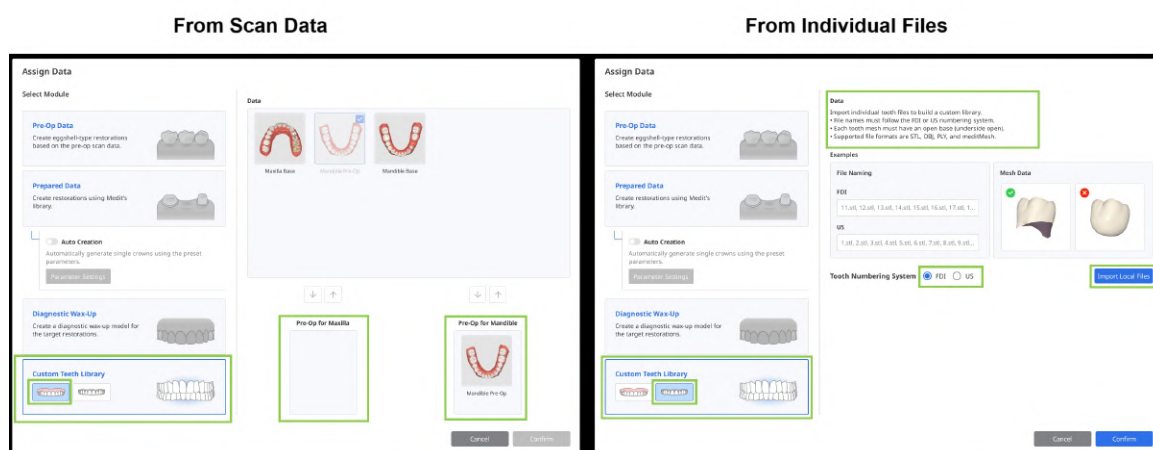 From Scan Data
Assign Data
Select Module
Pre-Op Data
Create eggshell-type restorations
based on the pre-op scan data.
Prepared Data
Create restorations using Medit's
library.
Auto Creation
Automatically generate single crowns using the preset
parameters.
Parameter Settings
Diagnostic Wax-Up
Create a diagnostic wax-up model for
the target restorations.
Custom Teeth Library
Data
Maxilla Base
Mandible Pre-Op
Mandible Base
Pre-Op for Maxilla
Pre-Op for Mandible
Mandible Pre-Op
Cancel
Confirm
From Individual Files
Assign Data
Select Module
Pre-Op Data
Create eggshell-type restorations
based on the pre-op scan data.
Prepared Data
Create restorations using Medit's
library.
Auto Creation
Automatically generate single crowns using the preset
parameters.
Parameter Settings
Diagnostic Wax-Up
Create a diagnostic wax-up model for
the target restorations.
Custom Teeth Library
Data
Import individual teeth files to build a custom library.
• File names must follow the FDI or US numbering system.
• Each tooth mesh must have an open base (underside open).
• Supported file formats are STL, OBJ, PLY, and meditMesh.
Examples
File Naming
FDI
11.stl, 12.stl, 13.stl, 14.stl, 15.stl, 16.stl, 17.stl, 1...
US
1.stl, 2.stl, 3.stl, 4.stl, 5.stl, 6.stl, 7.stl, 8.stl, 9.stl...
Mesh Data
Tooth Numbering System FDI US
Import Local Files
Cancel
Confirm